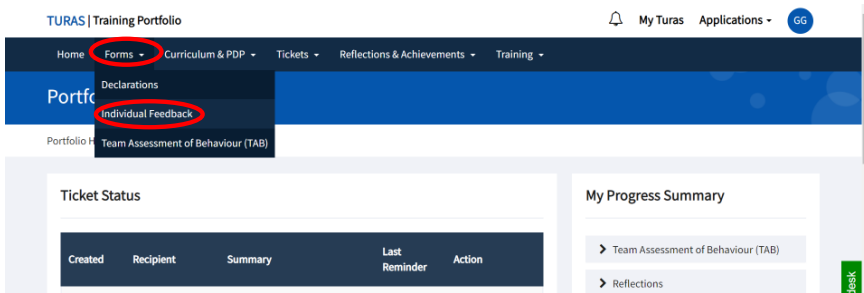 TURAS | Training Portfolio
My Turas Applications GG
Home Forms Curriculum & PDP Tickets Reflections & Achievements Training
Declarations
Portfo
Individual Feedback
Portfolio H
Team Assessment of Behaviour (TAB)
Ticket Status
My Progress Summary
Created Recipient Summary Last Reminder Action
Team Assessment of Behaviour (TAB)
Reflections
desk